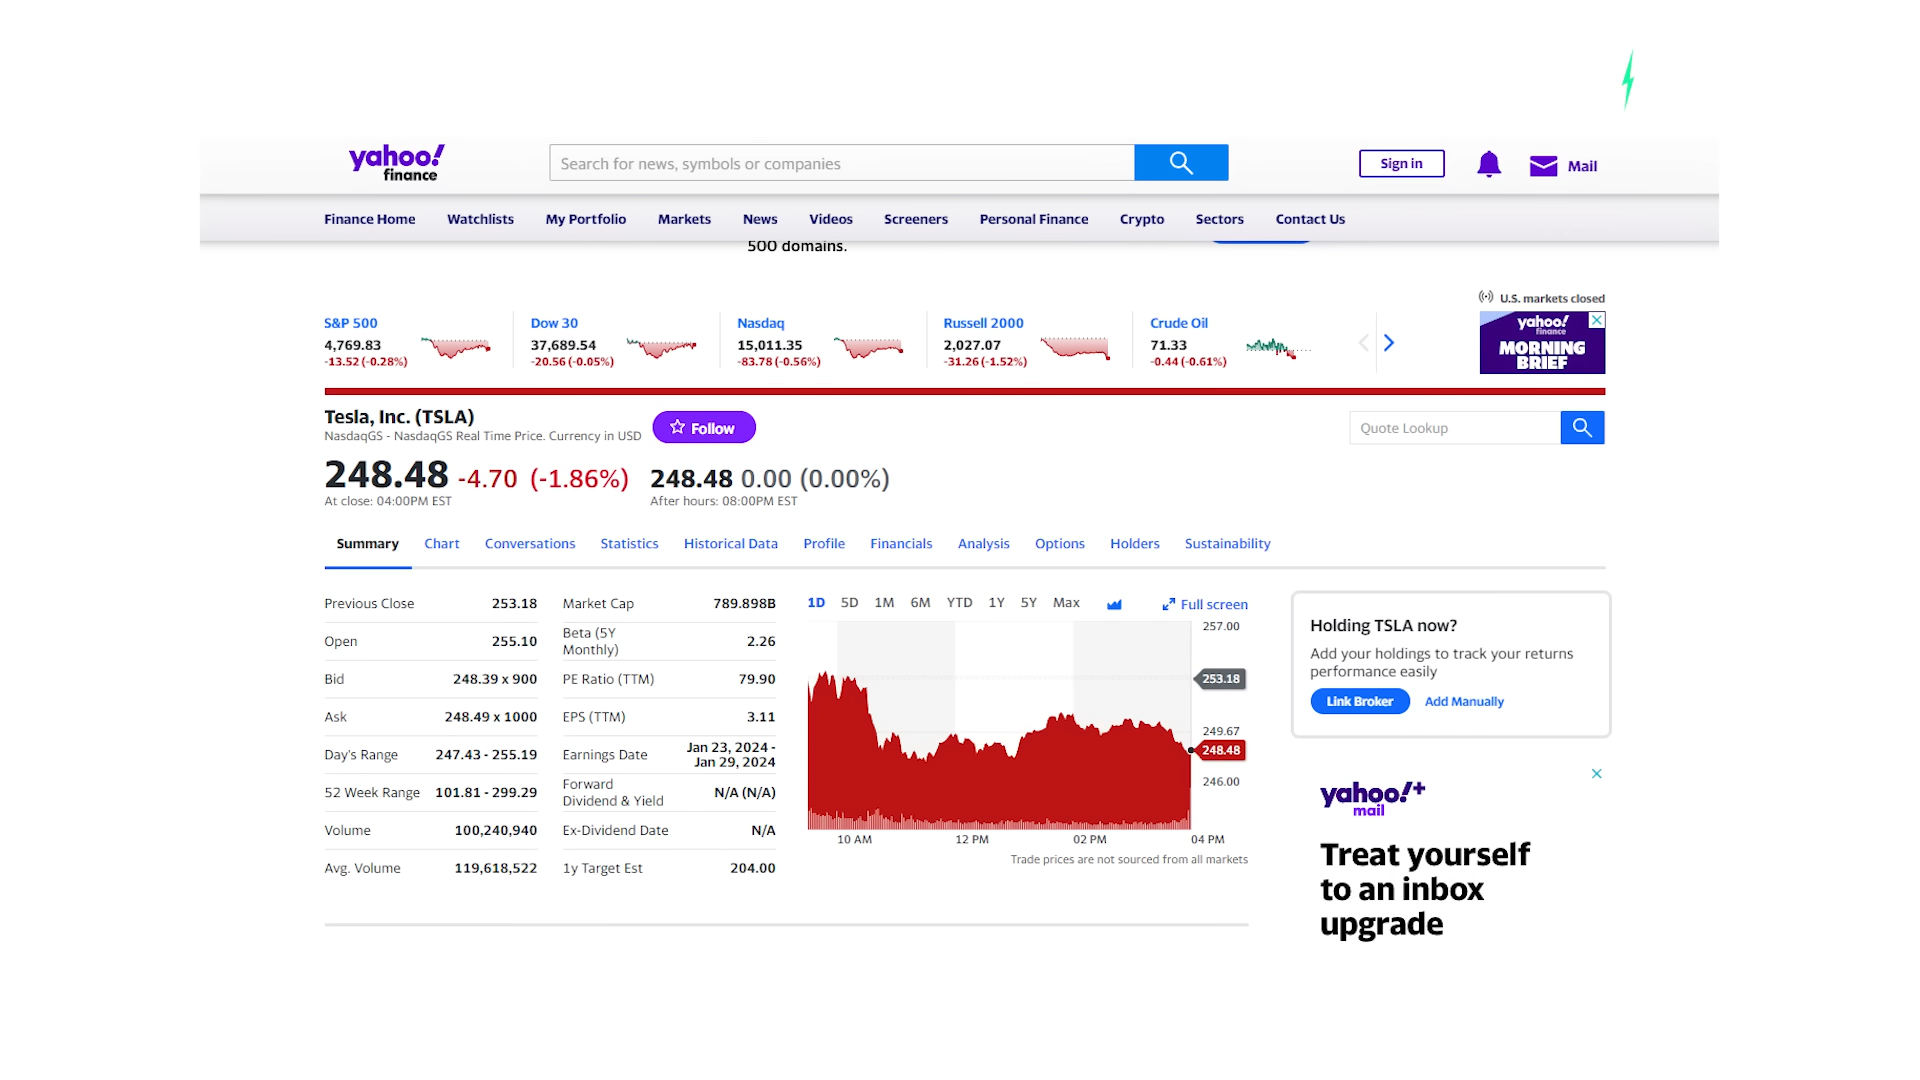 yahoo!
finance
Search for news, symbols or companies
Sign in
Mail
Finance Home Watchlists My Portfolio Markets News Videos Screeners Personal Finance Crypto Sectors Contact Us
500 domains.
U.S. markets closed
S&P 500
4,769.83
-13.52 (-0.28%)
Dow 30
37,689.54
-20.56 (-0.05%)
Nasdaq
15,011.35
-83.78 (-0.56%)
Russell 2000
2,027.07
-31.26 (-1.52%)
Crude Oil
71.33
-0.44 (-0.61%)
yahoo!
finance
MORNING
BRIEF
Tesla, Inc. (TSLA)
NasdaqGS - NasdaqGS Real Time Price. Currency in USD
Follow
Quote Lookup
248.48 -4.70 (-1.86%)
At close: 04:00PM EST
248.48 0.00 (0.00%)
After hours: 08:00PM EST
Summary Chart Conversations Statistics Historical Data Profile Financials Analysis Options Holders Sustainability
Previous Close 253.18
Open 255.10
Bid 248.39 x 900
Ask 248.49 x 1000
Day's Range 247.43 - 255.19
52 Week Range 101.81 - 299.29
Volume 100,240,940
Avg. Volume 119,618,522
Market Cap 789.898B
Beta (5Y
Monthly) 2.26
PE Ratio (TTM) 79.90
EPS (TTM) 3.11
Earnings Date Jan 23, 2024 -
Jan 29, 2024
Forward
Dividend & Yield N/A (N/A)
Ex-Dividend Date N/A
1y Target Est 204.00
1D 5D 1M 6M YTD 1Y 5Y Max Full screen
257.00
253.18
249.67
248.48
246.00
10 AM 12 PM 02 PM 04 PM
Trade prices are not sourced from all markets
Holding TSLA now?
Add your holdings to track your returns
performance easily
Link Broker Add Manually
yahoo!+
mail
Treat yourself
to an inbox
upgrade